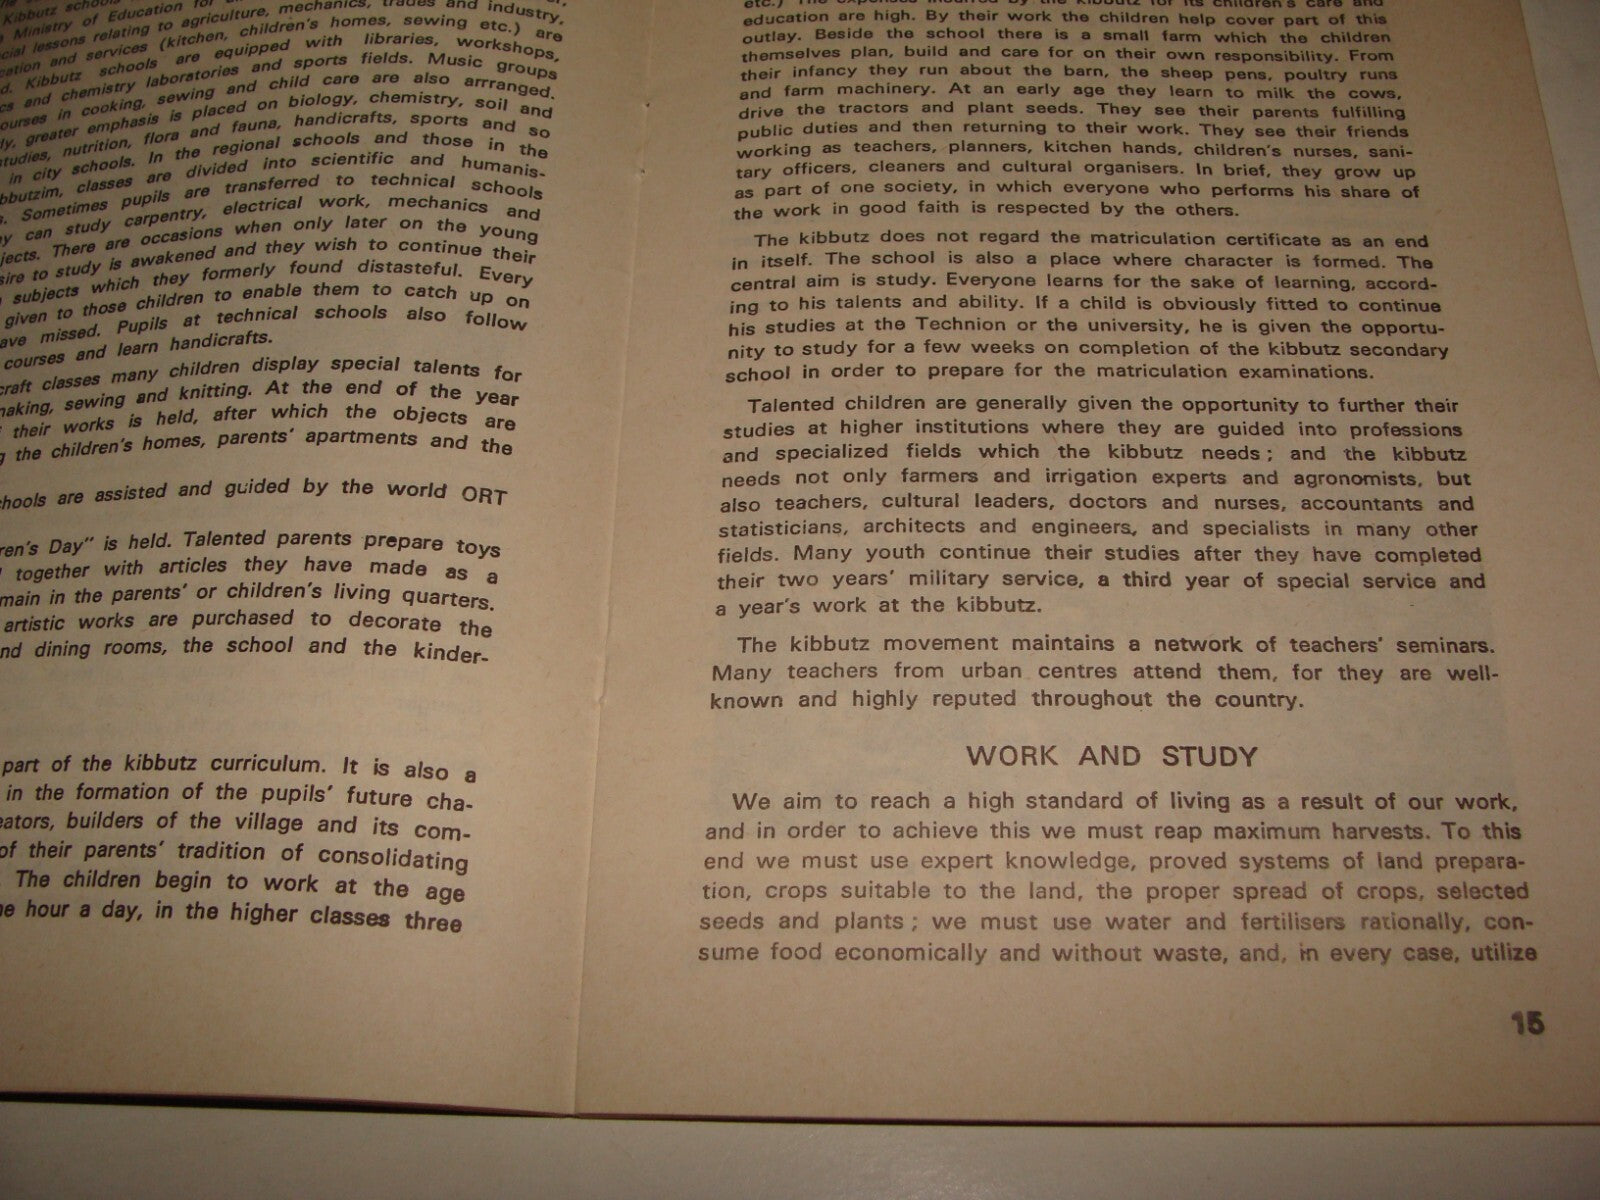 Kibbutz schools
Ministry of Education for
cial lessons relating to agriculture, mechanics, trades and industry,
cation and services (kitchen, children's homes, sewing etc.) are
d. Kibbutz schools are equipped with libraries, workshops,
cs and chemistry laboratories and sports fields. Music groups
ourses in cooking, sewing and child care are also arrranged.
ly, greater emphasis is placed on biology, chemistry, soil and
tudies, nutrition, flora and fauna, handicrafts, sports and so
in city schools. In the regional schools and those in the
bbutzim, classes are divided into scientific and humanis-
s. Sometimes pupils are transferred to technical schools
y can study carpentry, electrical work, mechanics and
jects. There are occasions when only later on the young
sire to study is awakened and they wish to continue their
subjects which they formerly found distasteful. Every
given to those children to enable them to catch up on
ave missed. Pupils at technical schools also follow
courses and learn handicrafts.
craft classes many children display special talents for
naking, sewing and knitting. At the end of the year
their works is held, after which the objects are
g the children's homes, parents' apartments and the
chools are assisted and guided by the world ORT
ren's Day" is held. Talented parents prepare toys
together with articles they have made as a
main in the parents' or children's living quarters.
artistic works are purchased to decorate the
nd dining rooms, the school and the kinder-
part of the kibbutz curriculum. It is also a
in the formation of the pupils' future cha-
eators, builders of the village and its com-
of their parents' tradition of consolidating
The children begin to work at the age
ne hour a day, in the higher classes three
etc.) The expenses incurred by the kibbutz for its children's care and
education are high. By their work the children help cover part of this
outlay. Beside the school there is a small farm which the children
themselves plan, build and care for on their own responsibility. From
their infancy they run about the barn, the sheep pens, poultry runs
and farm machinery. At an early age they learn to milk the cows,
drive the tractors and plant seeds. They see their parents fulfilling
public duties and then returning to their work. They see their friends
working as teachers, planners, kitchen hands, children's nurses, sani-
tary officers, cleaners and cultural organisers. In brief, they grow up
as part of one society, in which everyone who performs his share of
the work in good faith is respected by the others.
The kibbutz does not regard the matriculation certificate as an end
in itself. The school is also a place where character is formed. The
central aim is study. Everyone learns for the sake of learning, accord-
ing to his talents and ability. If a child is obviously fitted to continue
his studies at the Technion or the university, he is given the opportu-
nity to study for a few weeks on completion of the kibbutz secondary
school in order to prepare for the matriculation examinations.
Talented children are generally given the opportunity to further their
studies at higher institutions where they are guided into professions
and specialized fields which the kibbutz needs ; and the kibbutz
needs not only farmers and irrigation experts and agronomists, but
also teachers, cultural leaders, doctors and nurses, accountants and
statisticians, architects and engineers, and specialists in many other
fields. Many youth continue their studies after they have completed
their two years' military service, a third year of special service and
a year's work at the kibbutz.
The kibbutz movement maintains a network of teachers' seminars.
Many teachers from urban centres attend them, for they are well-
known and highly reputed throughout the country.
WORK AND STUDY
We aim to reach a high standard of living as a result of our work,
and in order to achieve this we must reap maximum harvests. To this
end we must use expert knowledge, proved systems of land prepara-
tion, crops suitable to the land, the proper spread of crops, selected
seeds and plants ; we must use water and fertilisers rationally, con-
sume food economically and without waste, and, in every case, utilize
15